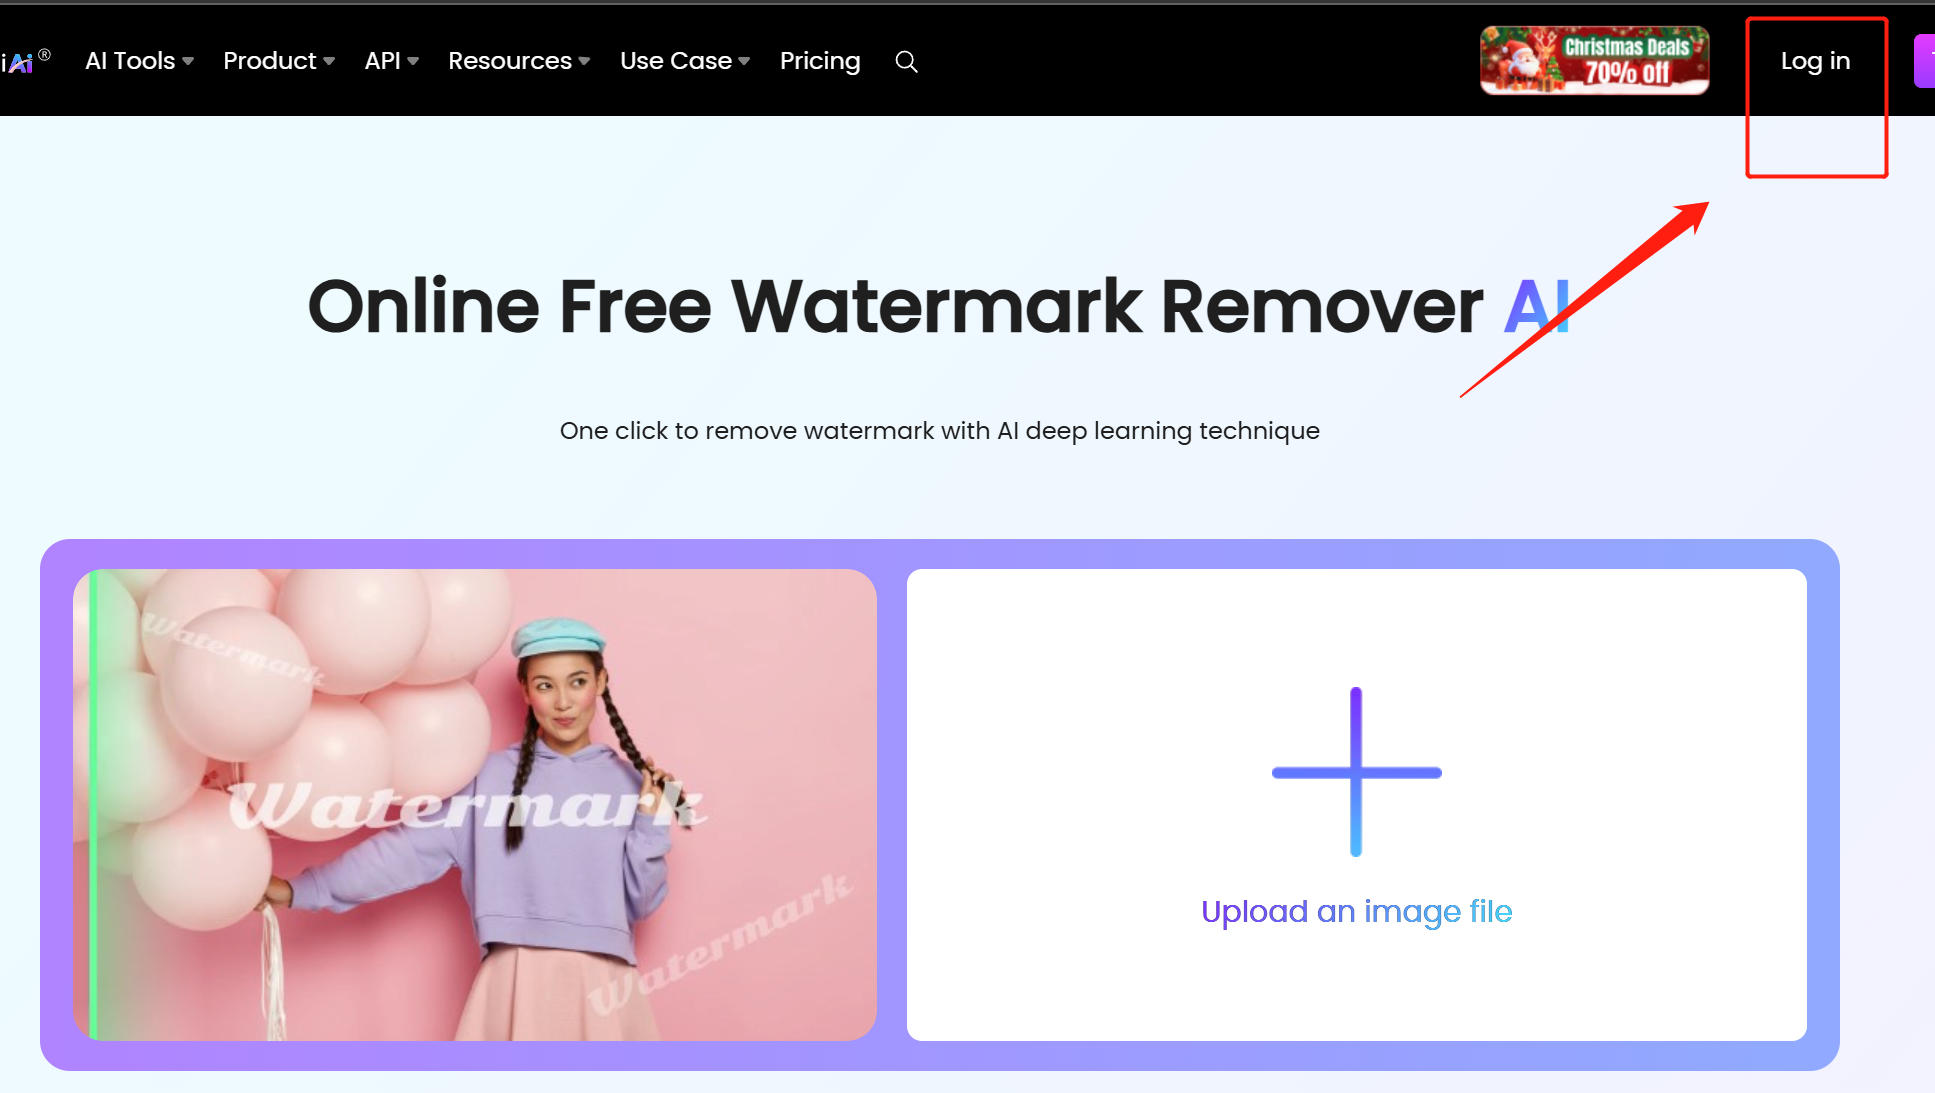 iAi®
AI Tools
Product
API
Resources
Use Case
Pricing
Christmas Deals
70% off
Log in
Online Free Watermark Remover AI
One click to remove watermark with AI deep learning technique
Watermark
Watermark
Watermark
Upload an image file